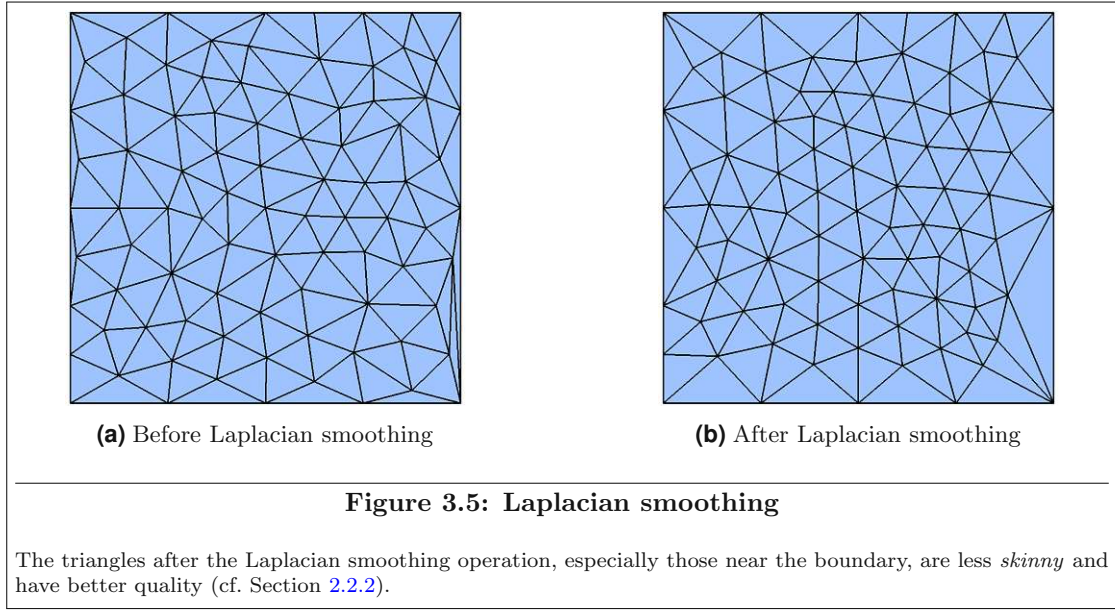 (a) Before Laplacian smoothing
(b) After Laplacian smoothing
Figure 3.5: Laplacian smoothing
The triangles after the Laplacian smoothing operation, especially those near the boundary, are less skinny and
have better quality (cf. Section 2.2.2).